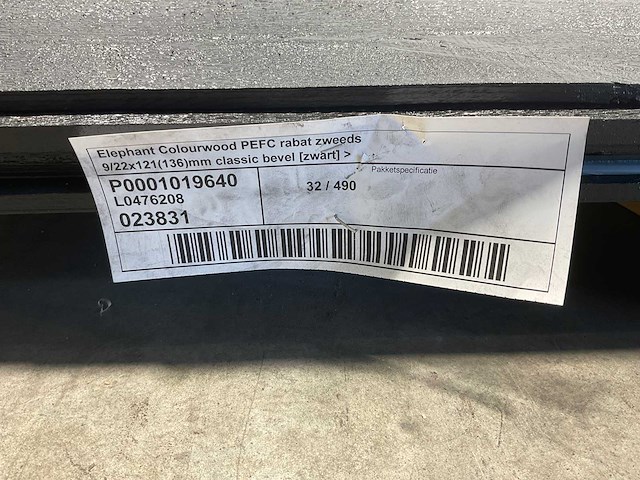 Elephant Colourwood PEFC rabat zweeds
9/22x121(136)mm classic bevel [zwart] >
P0001019640
L0476208
023831
Pakketspecificatie
32 / 490